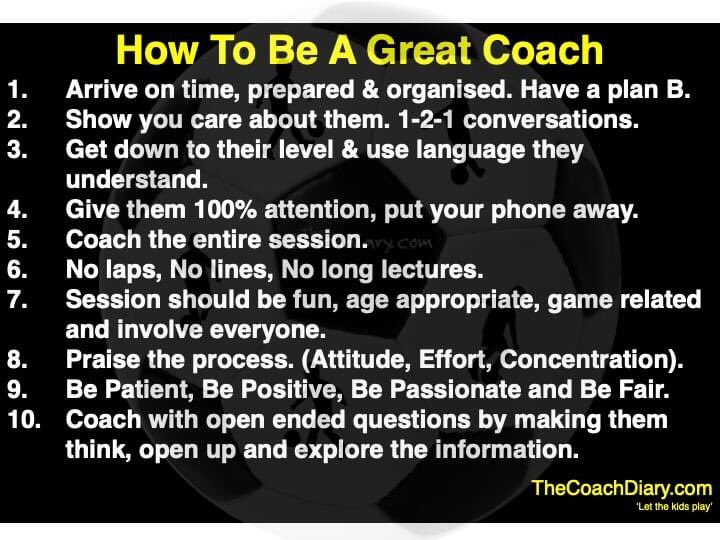 How To Be A Great Coach
1. Arrive on time, prepared & organised. Have a plan B.
2. Show you care about them. 1-2-1 conversations.
3. Get down to their level & use language they
understand.
4. Give them 100% attention, put your phone away.
5. Coach the entire session.
6. No laps, No lines, No long lectures.
7. Session should be fun, age appropriate, game related
and involve everyone.
8. Praise the process. (Attitude, Effort, Concentration).
9. Be Patient, Be Positive, Be Passionate and Be Fair.
10. Coach with open ended questions by making them
think, open up and explore the information.
TheCoachDiary.com
'Let the kids play'